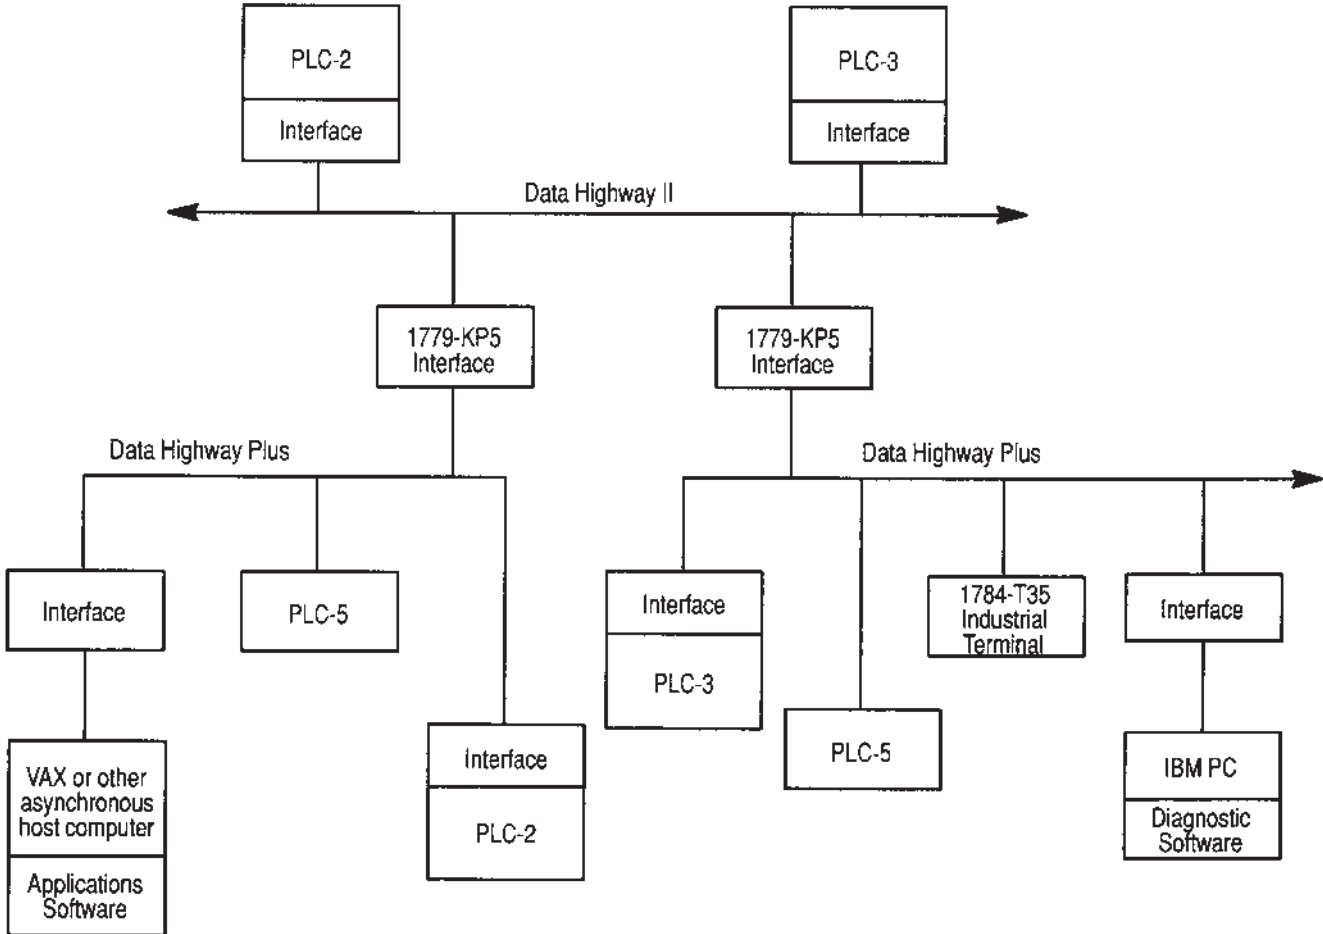 PLC-2
Interface
PLC-3
Interface
Data Highway II
1779-KP5
Interface
1779-KP5
Interface
Data Highway Plus
Data Highway Plus
Interface
PLC-5
Interface
PLC-3
1784-T35
Industrial
Terminal
Interface
VAX or other
asynchronous
host computer
Applications
Software
Interface
PLC-2
PLC-5
IBM PC
Diagnostic
Software